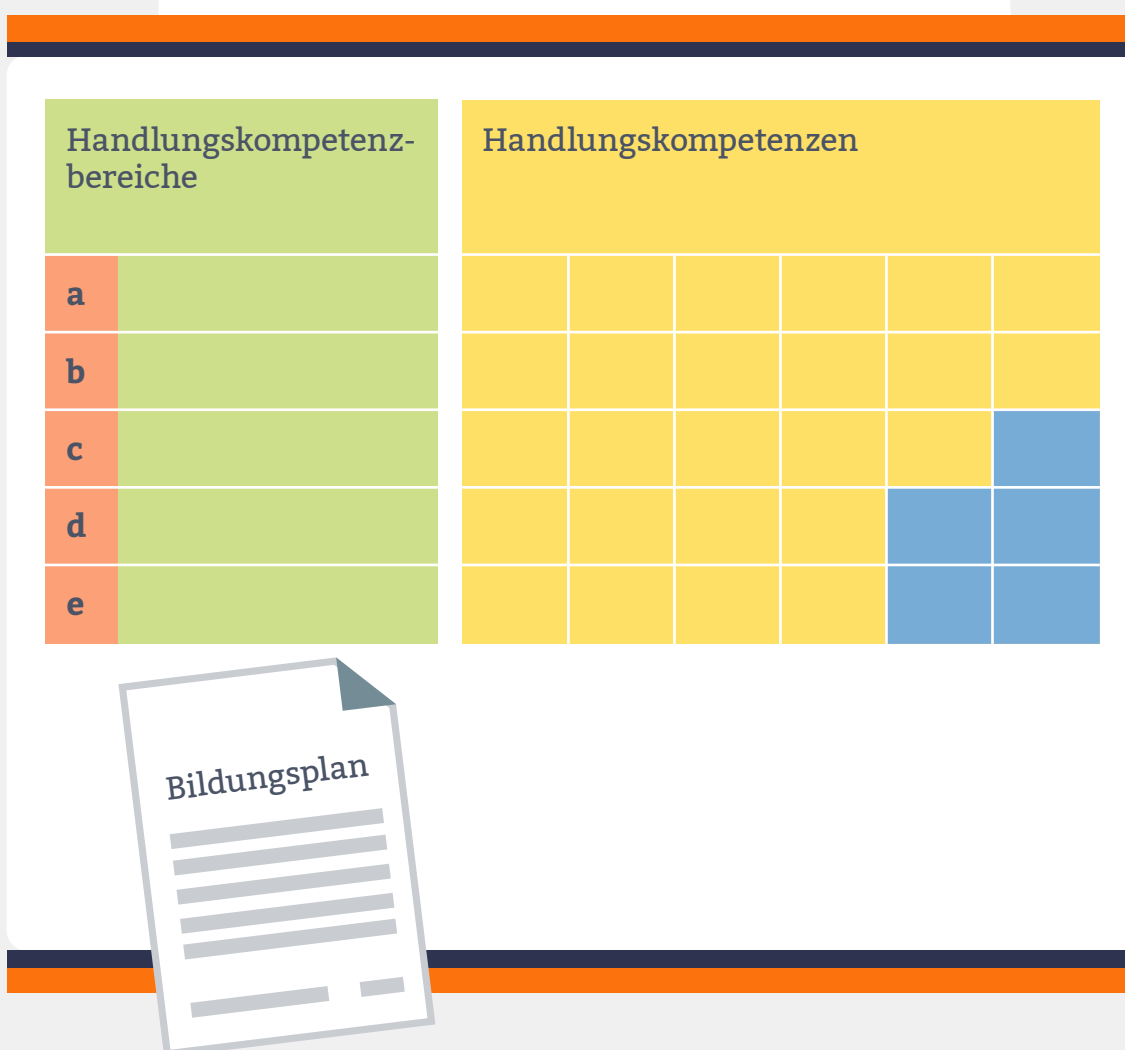 Handlungskompetenz-
bereiche
Handlungskompetenzen
a
b
c
d
e
Bildungsplan